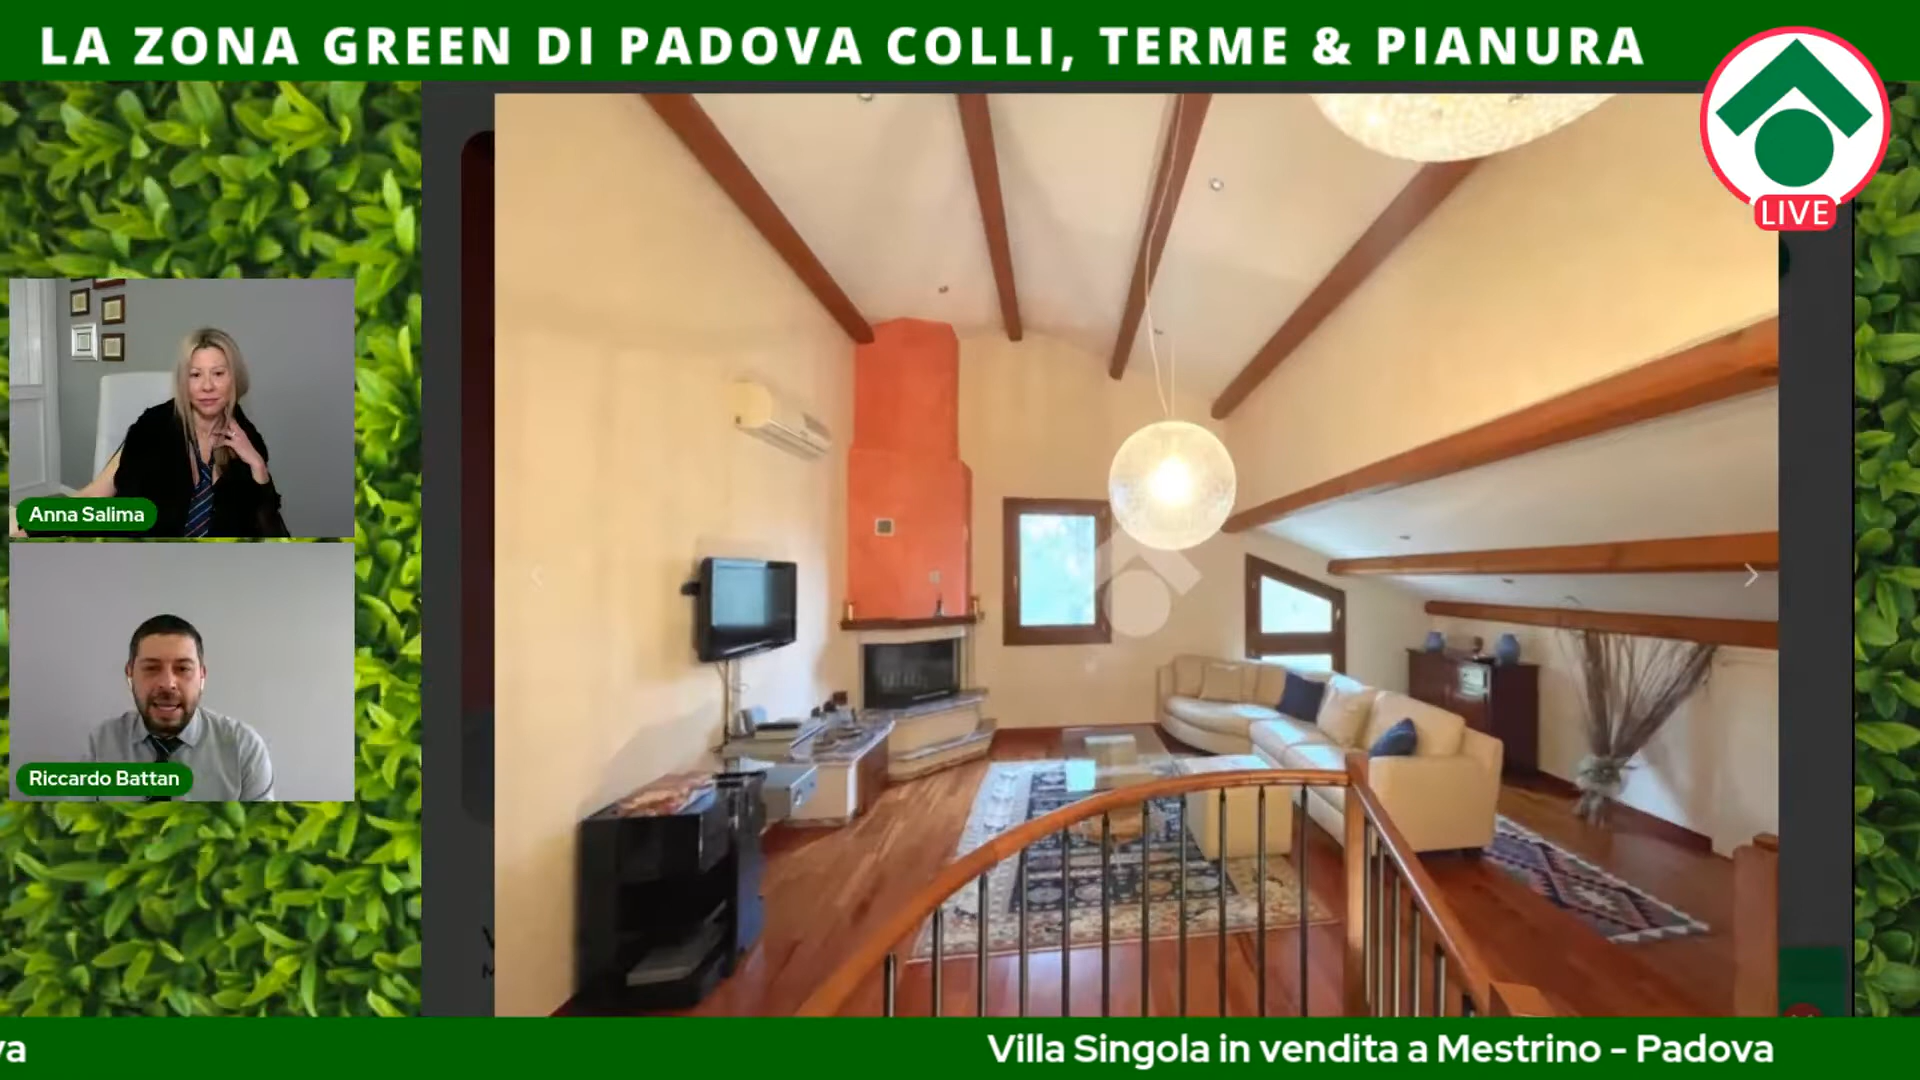 LA ZONA GREEN DI PADOVA COLLI, TERME & PIANURA
LIVE
Anna Salima
Riccardo Battan
Villa Singola in vendita a Mestrino - Padova